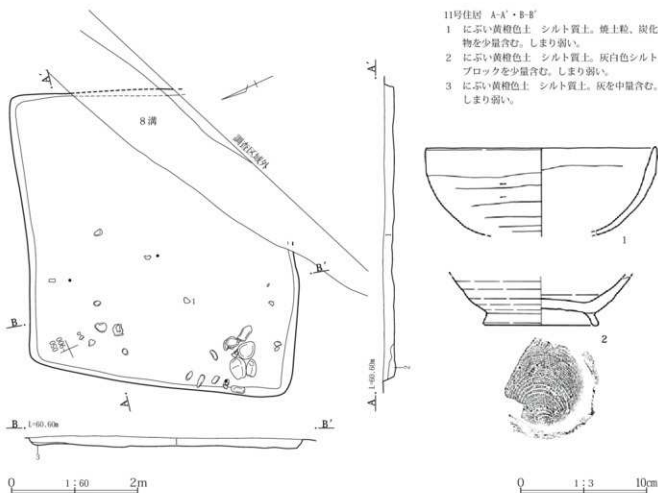 11号住居 A-A′・B-B′
1 にぶい黄橙色土 シルト質土。焼土粒、炭化
物を少量含む。しまり弱い。
2 にぶい黄橙色土 シルト質土。灰白色シルト
ブロックを少量含む。しまり弱い。
3 にぶい黄橙色土 シルト質土。灰を中量含む。
しまり弱い。
A′
8溝
調査区域外
B′
B
1
A
A′
1
2
A
L=60.60m
B
L=60.60m
B′
3
0 1:60 2m
1
2
0 1:3 10cm